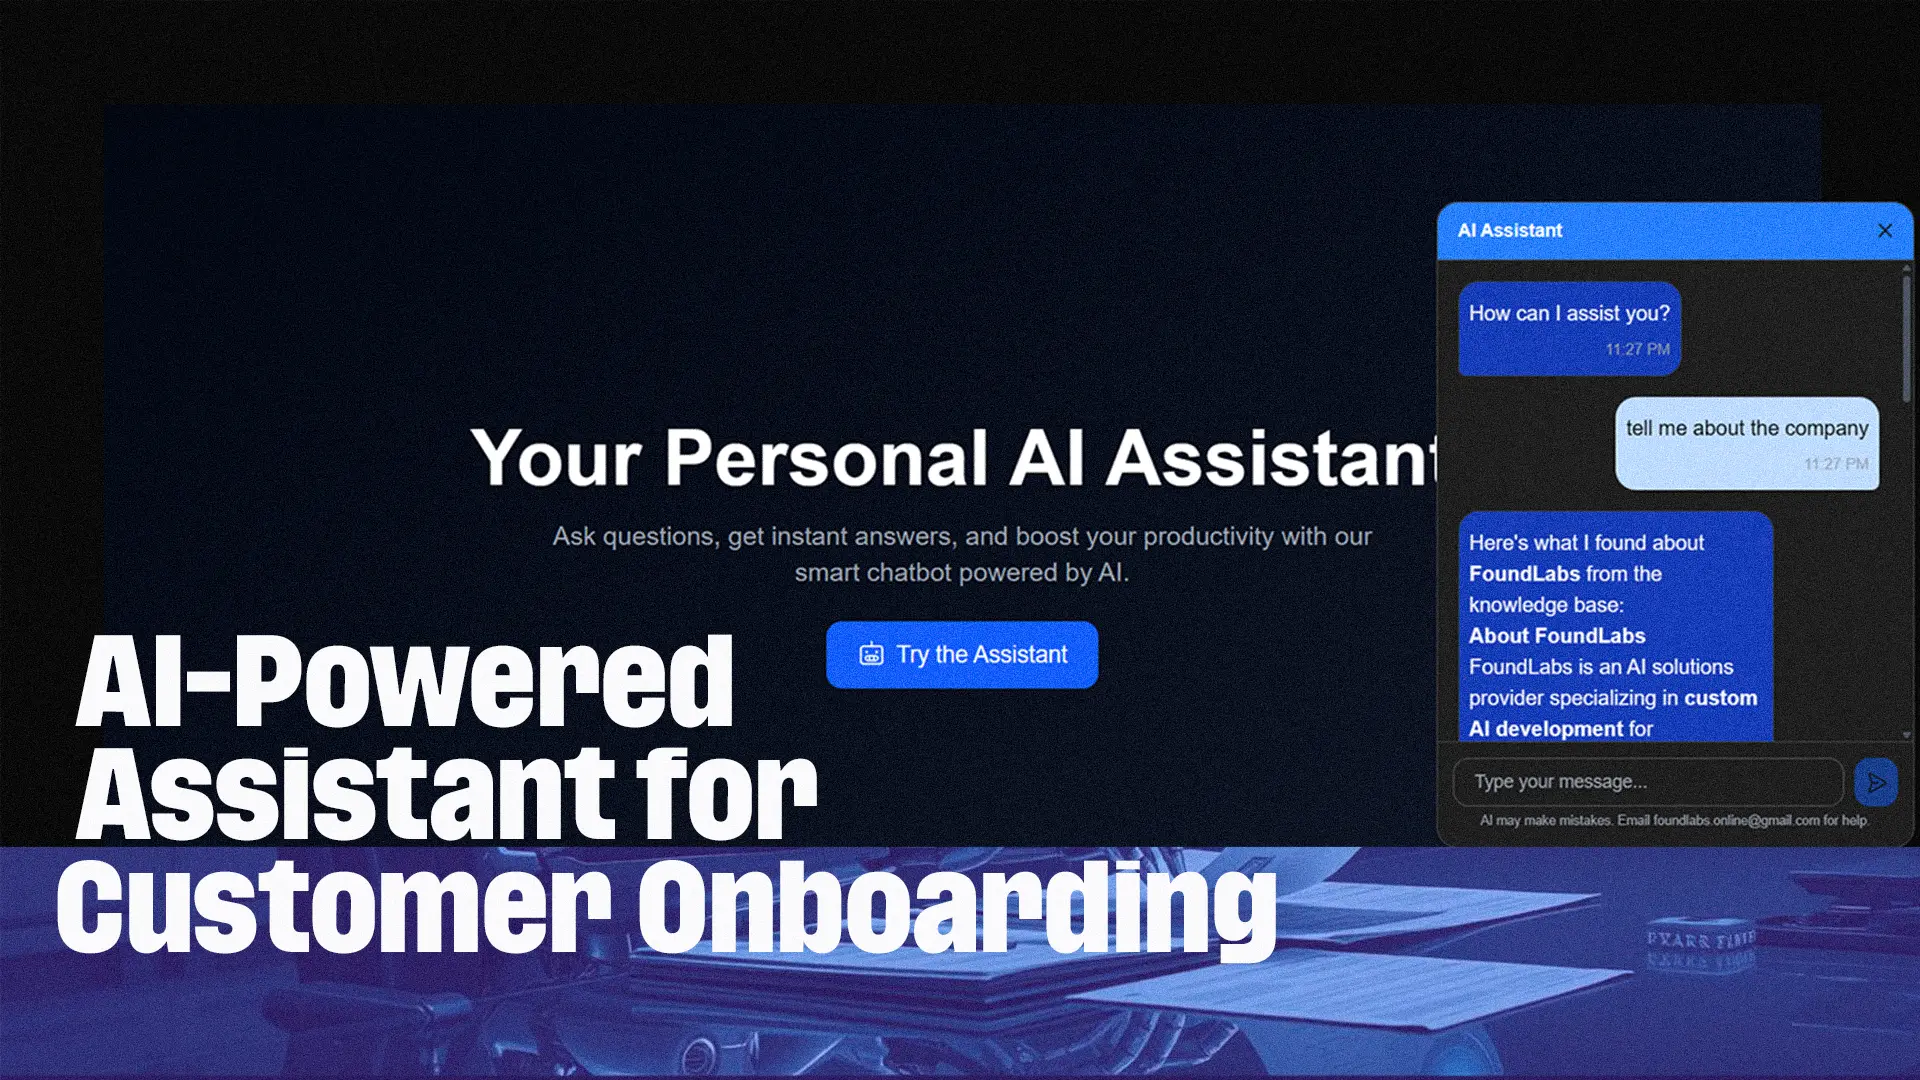 Your Personal AI Assistant
Ask questions, get instant answers, and boost your productivity with our
smart chatbot powered by AI.
Try the Assistant
AI-Powered
Assistant for
Customer Onboarding
AI Assistant
How can I assist you?
11:27 PM
tell me about the company
11:27 PM
Here's what I found about
FoundLabs from the
knowledge base:
About FoundLabs
FoundLabs is an AI solutions
provider specializing in custom
AI development for
Type your message...
AI may make mistakes. Email foundlabs.online@gmail.com for help.